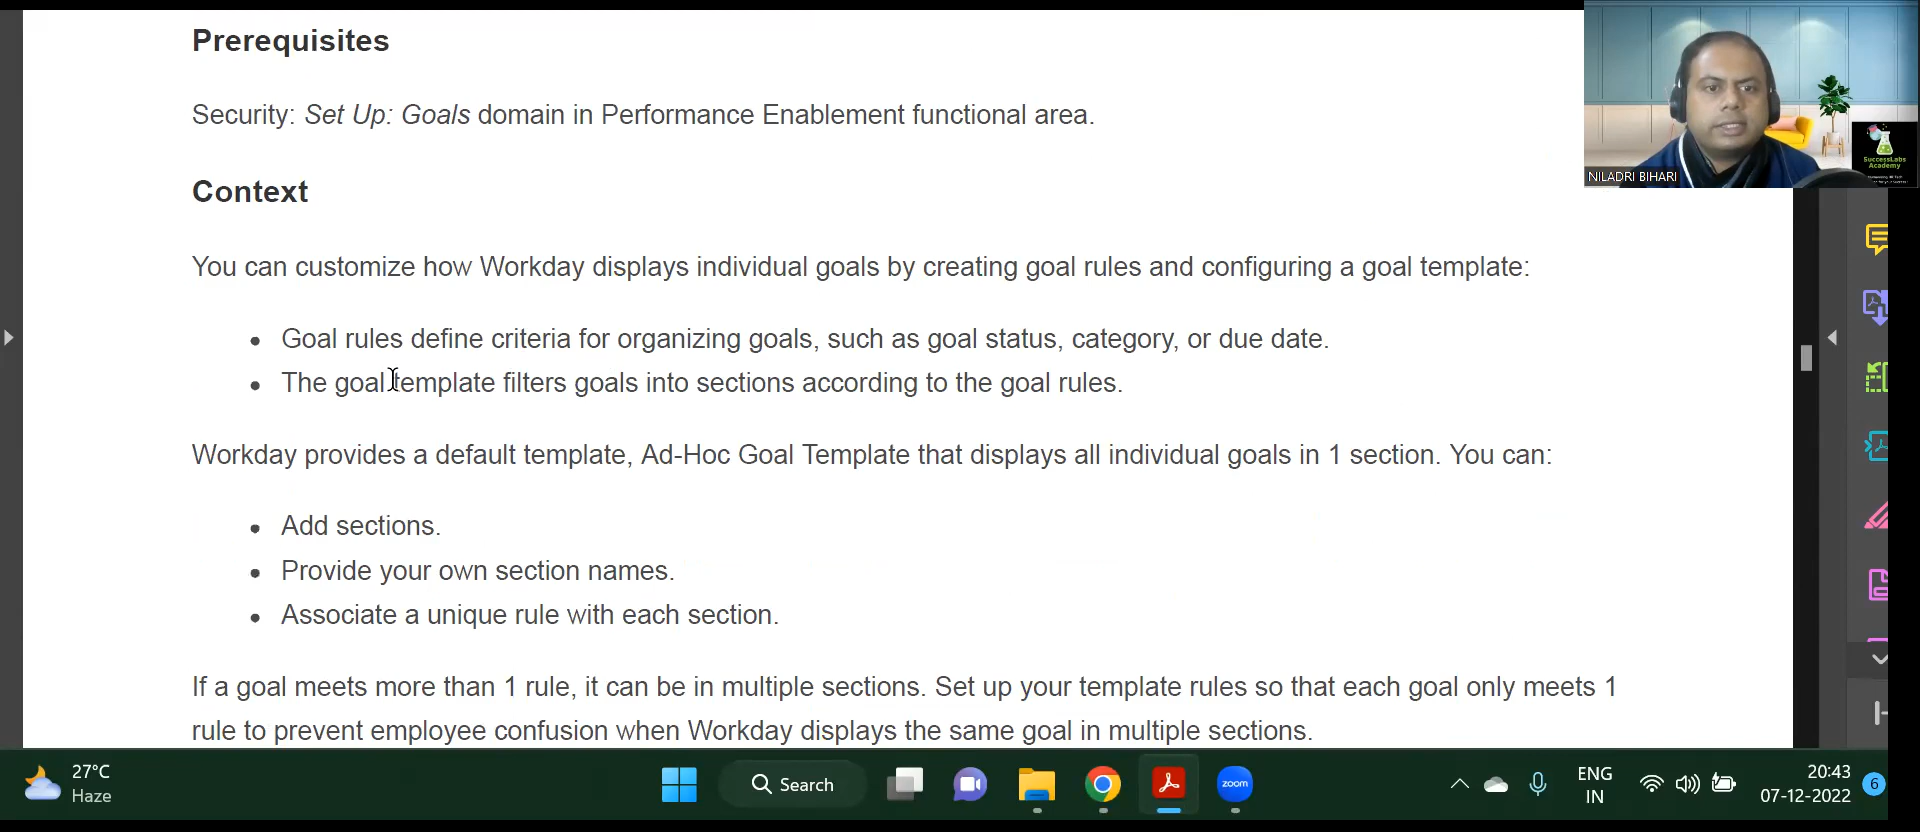 Prerequisites
Security: Set Up: Goals domain in Performance Enablement functional area.
Context
You can customize how Workday displays individual goals by creating goal rules and configuring a goal template:
• Goal rules define criteria for organizing goals, such as goal status, category, or due date.
• The goal template filters goals into sections according to the goal rules.
Workday provides a default template, Ad-Hoc Goal Template that displays all individual goals in 1 section. You can:
• Add sections.
• Provide your own section names.
• Associate a unique rule with each section.
If a goal meets more than 1 rule, it can be in multiple sections. Set up your template rules so that each goal only meets 1
rule to prevent employee confusion when Workday displays the same goal in multiple sections.
NILADRI BIHARI
SuccessLabs
Academy
27°C
Haze
Search
zoom
ENG
IN
20:43
07-12-2022
6